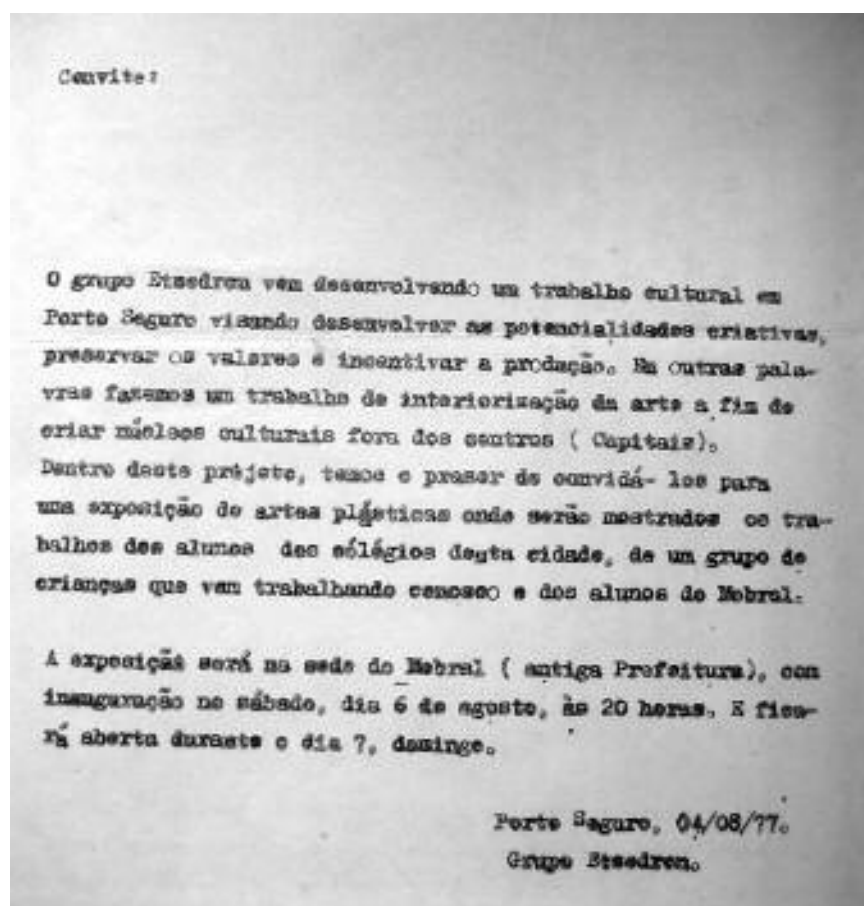 Convite:
O grupo Etsedron vem desenvolvendo um trabalho cultural em
Porto Seguro visando desenvolver as potencialidades criativas,
preservar os valores e incentivar a produção. Em outras pala-
vras fazemos um trabalho de interiorização da arte a fim de
criar núcleos culturais fora dos centros ( Capitais).
Dentro deste projeto, temos o prazer de convidá- los para
uma exposição de artes plásticas onde serão mostrados os tra-
balhos dos alunos dos colégios desta cidade, de um grupo de
crianças que vem trabalhando conosco e dos alunos do Mobral.
A exposição será na sede do Mobral ( antiga Prefeitura), com
inauguração no sábado, dia 6 de agosto, às 20 horas. E fica-
rá aberta durante o dia 7, domingo.
Porto Seguro, 04/08/77.
Grupo Etsedron.